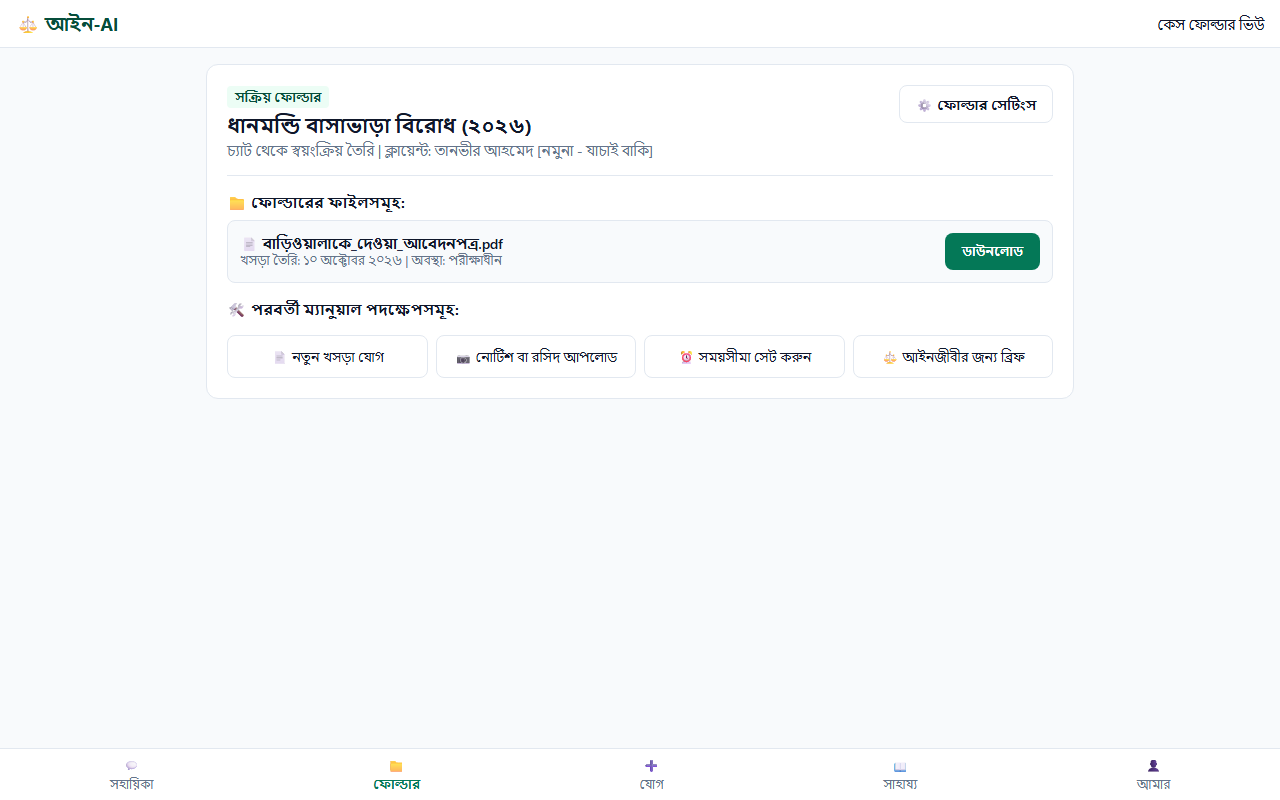 আইন-AI
কেস ফোল্ডার ভিউ
সক্রিয় ফোল্ডার
ধানমন্ডি বাসাভাড়া বিরোধ (২০২৬)
চ্যাট থেকে স্বয়ংক্রিয় তৈরি | ক্লায়েন্ট: তানভীর আহমেদ [নমুনা - যাচাই বাকি]
ফোল্ডার সেটিংস
ফোল্ডারের ফাইলসমূহ:
বাড়িওয়ালাকে_দেওয়া_আবেদনপত্র.pdf
খসড়া তৈরি: ১০ অক্টোবর ২০২৬ | অবস্থা: পরীক্ষাধীন
ডাউনলোড
পরবর্তী ম্যানুয়াল পদক্ষেপসমূহ:
নতুন খসড়া যোগ
নোটিশ বা রসিদ আপলোড
সময়সীমা সেট করুন
আইনজীবীর জন্য ব্রিফ
সহায়িকা
ফোল্ডার
যোগ
সাহায্য
আমার